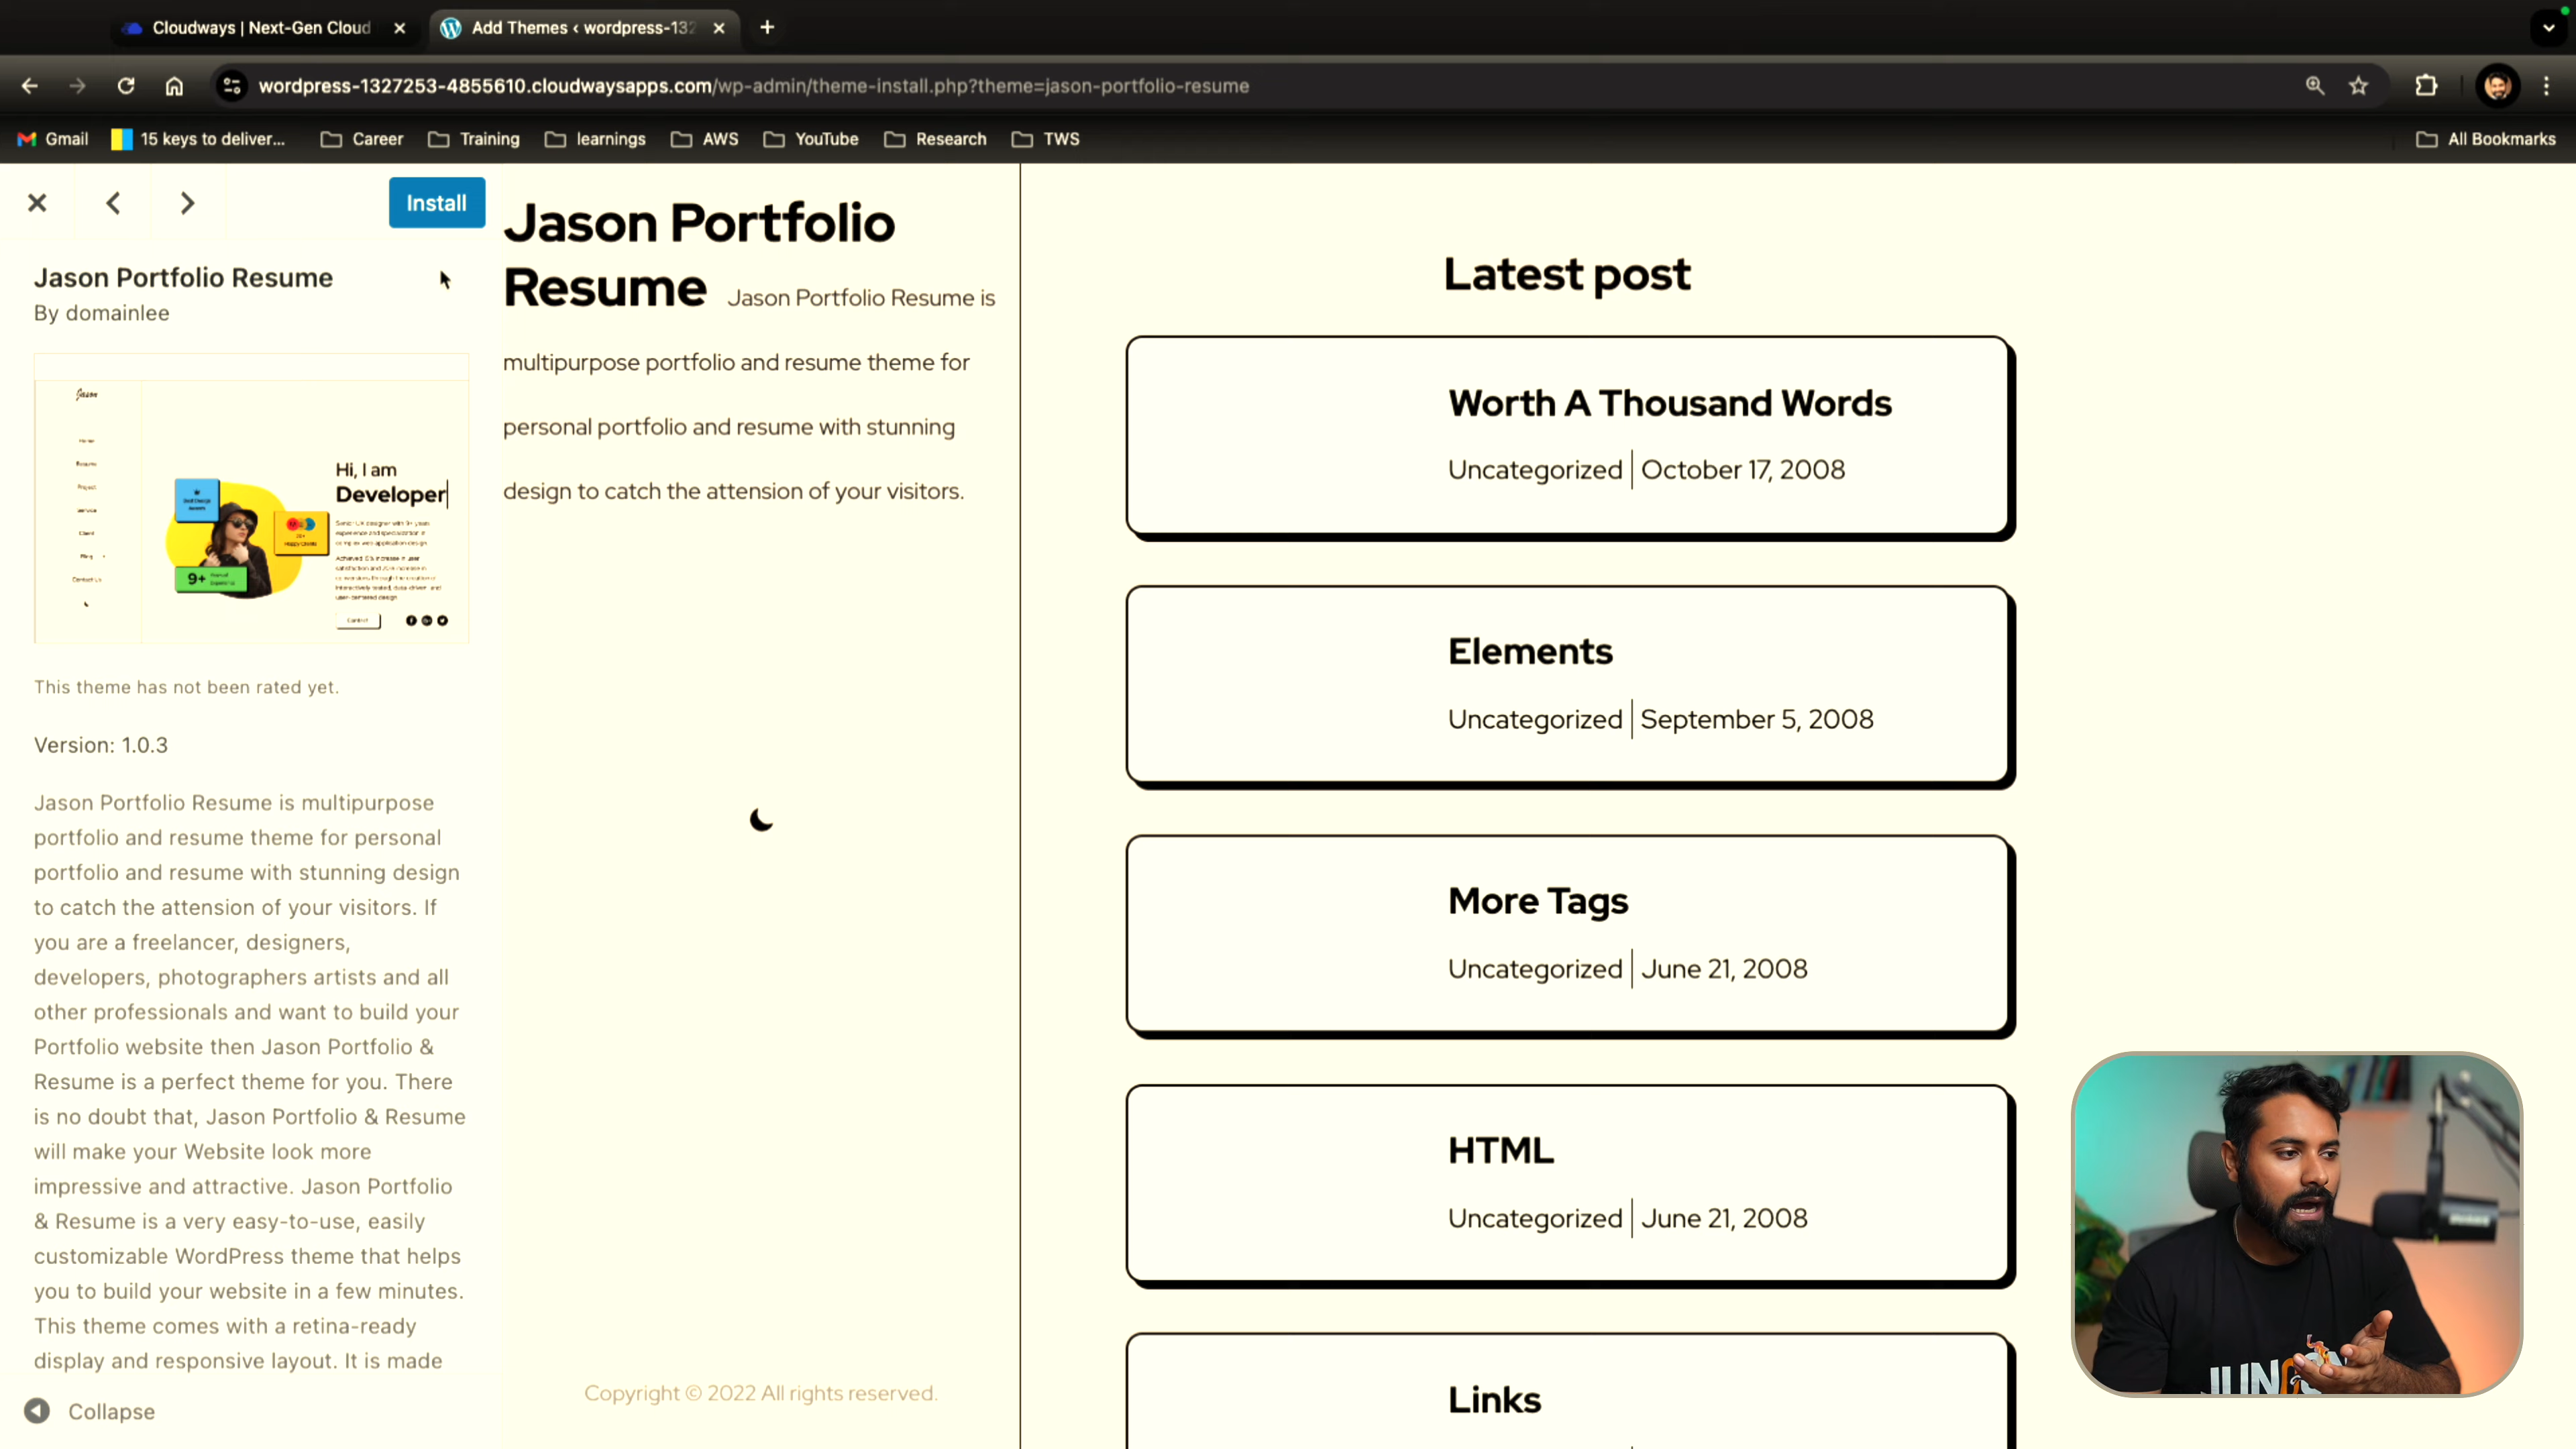 Cloudways | Next-Gen Cloud
Add Themes ‹ wordpress-132
wordpress-1327253-4855610.cloudwaysapps.com/wp-admin/theme-install.php?theme=jason-portfolio-resume
Gmail
15 keys to deliver...
Career
Training
learnings
AWS
YouTube
Research
TWS
All Bookmarks
Install
Jason Portfolio Resume
By domainlee
Jason
Home
Resume
Project
Service
Client
Blog
Contact us
Hi, I am
Developer
9+
Contact
This theme has not been rated yet.
Version: 1.0.3
Jason Portfolio Resume is multipurpose
portfolio and resume theme for personal
portfolio and resume with stunning design
to catch the attension of your visitors. If
you are a freelancer, designers,
developers, photographers artists and all
other professionals and want to build your
Portfolio website then Jason Portfolio &
Resume is a perfect theme for you. There
is no doubt that, Jason Portfolio & Resume
will make your Website look more
impressive and attractive. Jason Portfolio
& Resume is a very easy-to-use, easily
customizable WordPress theme that helps
you to build your website in a few minutes.
This theme comes with a retina-ready
display and responsive layout. It is made
Collapse
Jason Portfolio
Resume Jason Portfolio Resume is
multipurpose portfolio and resume theme for
personal portfolio and resume with stunning
design to catch the attension of your visitors.
Copyright © 2022 All rights reserved.
Latest post
Worth A Thousand Words
Uncategorized | October 17, 2008
Elements
Uncategorized | September 5, 2008
More Tags
Uncategorized | June 21, 2008
HTML
Uncategorized | June 21, 2008
Links